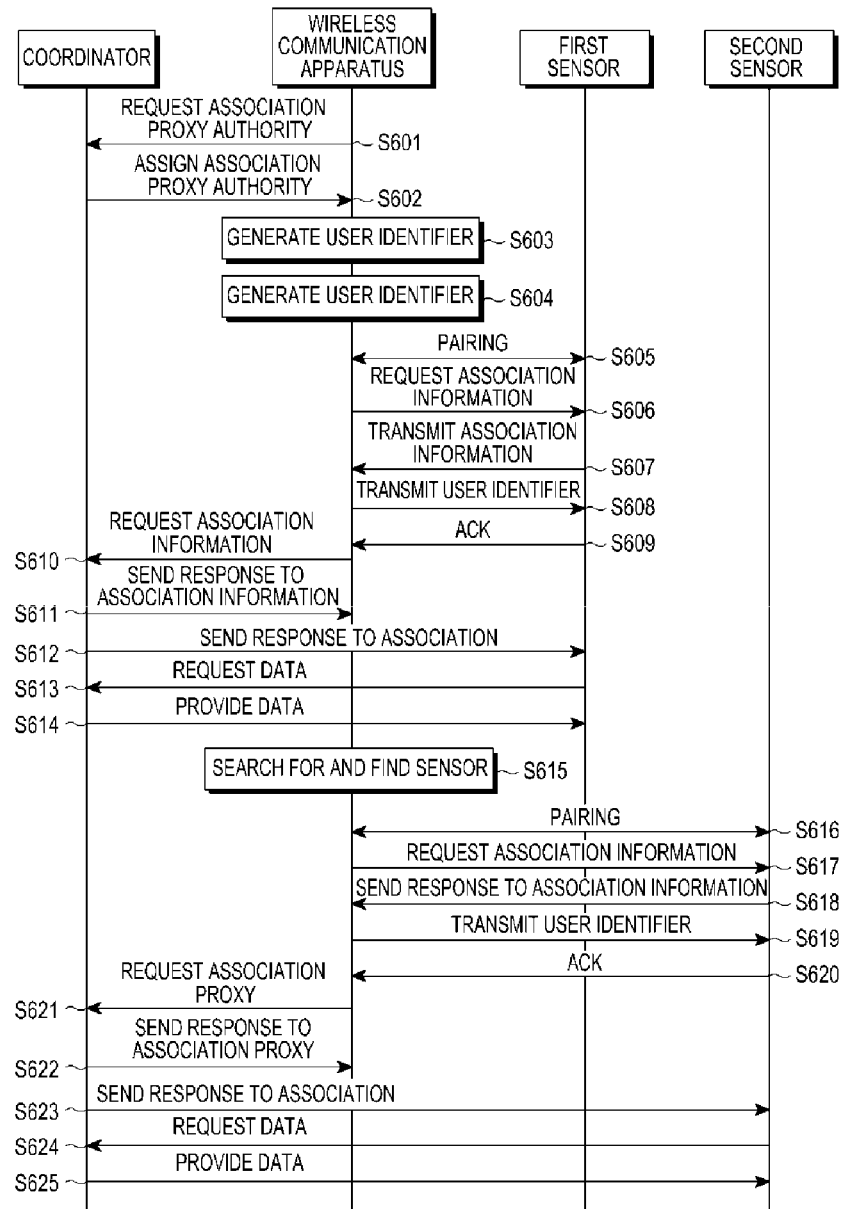 COORDINATOR
WIRELESS
COMMUNICATION
APPARATUS
FIRST
SENSOR
SECOND
SENSOR
REQUEST ASSOCIATION
PROXY AUTHORITY
S601
ASSIGN ASSOCIATION
PROXY AUTHORITY
S602
GENERATE USER IDENTIFIER
S603
GENERATE USER IDENTIFIER
S604
PAIRING
S605
REQUEST ASSOCIATION
INFORMATION
S606
TRANSMIT ASSOCIATION
INFORMATION
S607
TRANSMIT USER IDENTIFIER
S608
ACK
S609
REQUEST ASSOCIATION
INFORMATION
S610
SEND RESPONSE TO
ASSOCIATION INFORMATION
S611
SEND RESPONSE TO ASSOCIATION
S612
REQUEST DATA
S613
PROVIDE DATA
S614
SEARCH FOR AND FIND SENSOR
S615
PAIRING
S616
REQUEST ASSOCIATION INFORMATION
S617
SEND RESPONSE TO ASSOCIATION INFORMATION
S618
TRANSMIT USER IDENTIFIER
S619
ACK
S620
REQUEST ASSOCIATION
PROXY
S621
SEND RESPONSE TO
ASSOCIATION PROXY
S622
SEND RESPONSE TO ASSOCIATION
S623
REQUEST DATA
S624
PROVIDE DATA
S625